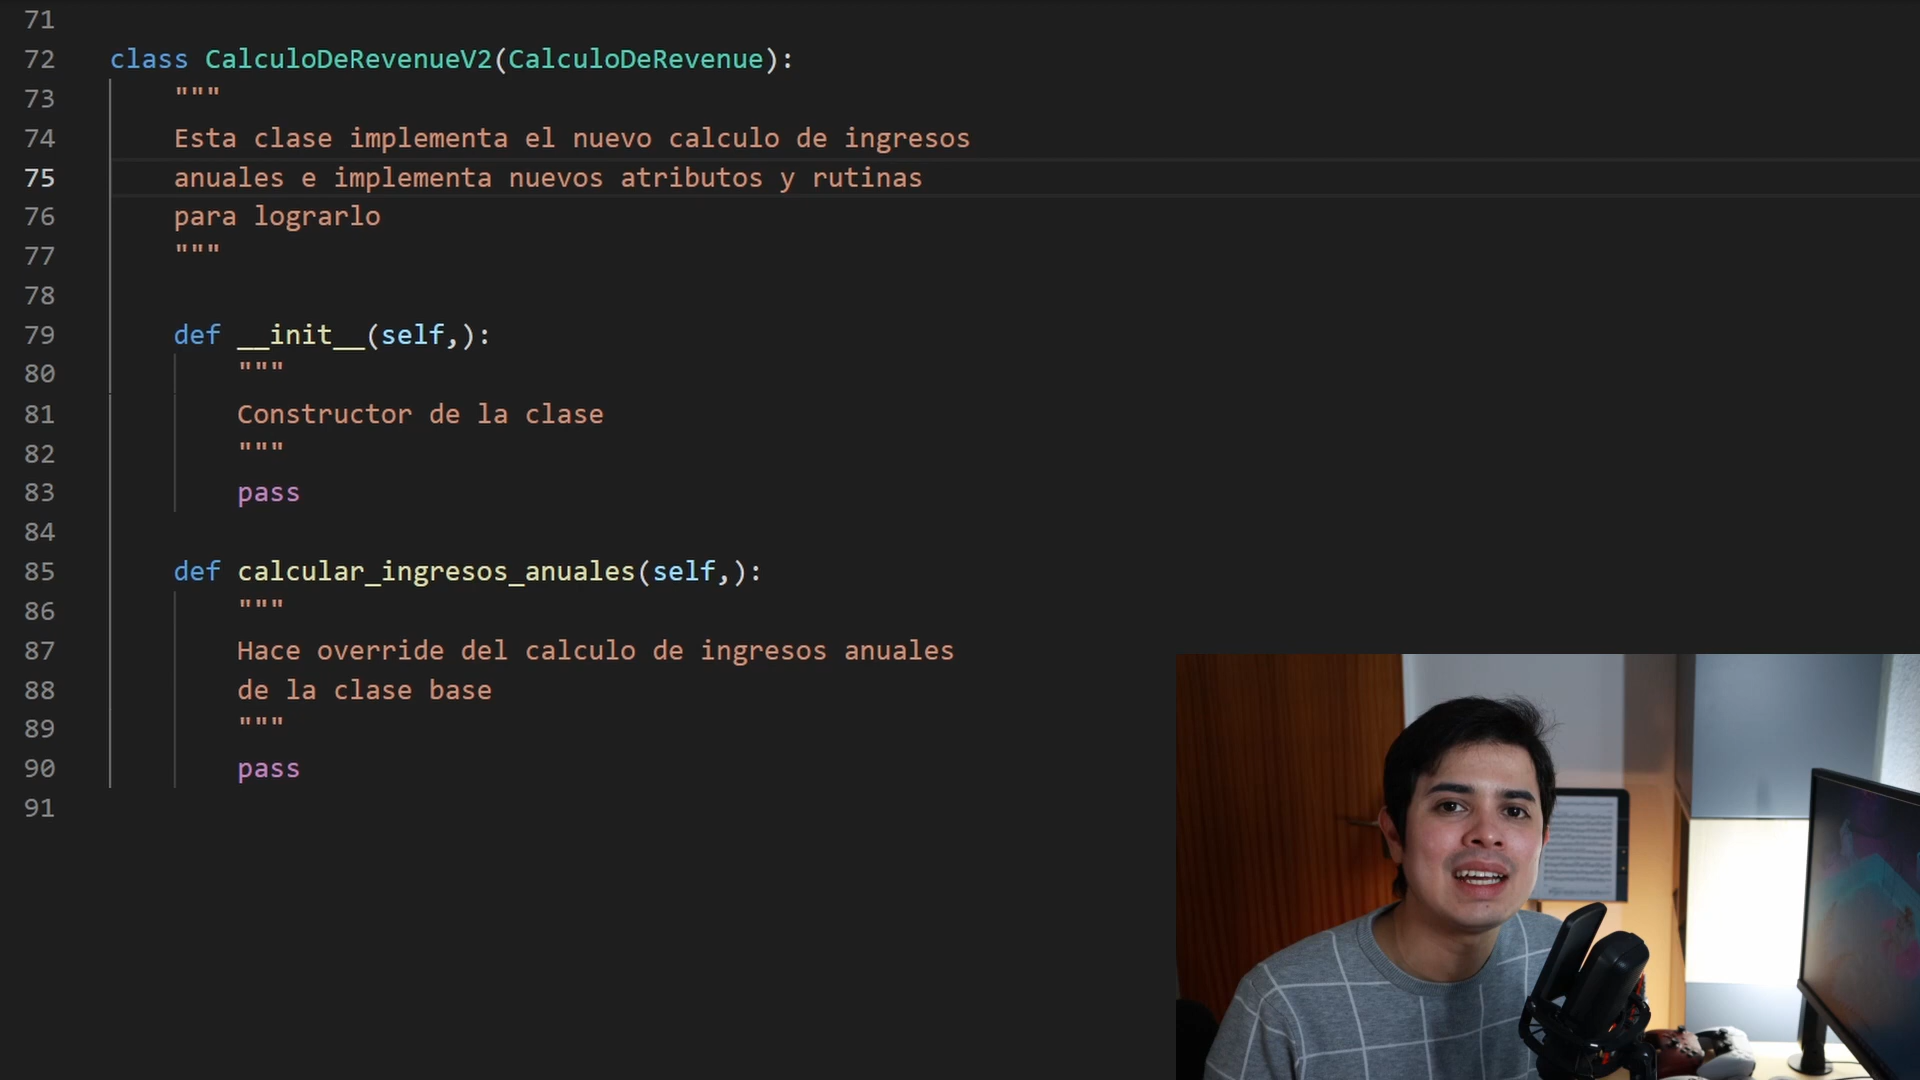 71
72 class CalculoDeRevenueV2(CalculoDeRevenue):
73 """
74 Esta clase implementa el nuevo calculo de ingresos
75 anuales e implementa nuevos atributos y rutinas
76 para lograrlo
77 """
78
79 def __init__(self,):
80 """
81 Constructor de la clase
82 """
83 pass
84
85 def calcular_ingresos_anuales(self,):
86 """
87 Hace override del calculo de ingresos anuales
88 de la clase base
89 """
90 pass
91